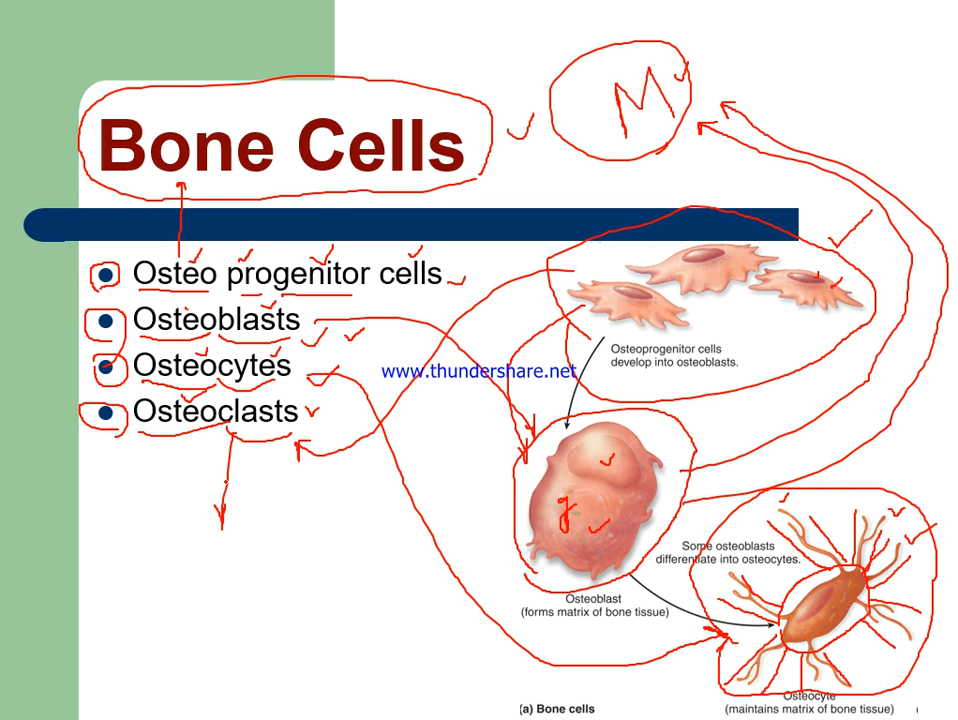 Bone Cells
M
Osteo progenitor cells
Osteoblasts
Osteocytes
Osteoclasts
www.thundershare.net
Osteoprogenitor cells
develop into osteoblasts.
Some osteoblasts
differentiate into osteocytes.
Osteoblast
(forms matrix of bone tissue)
Osteocyte
(maintains matrix of bone tissue)
(a) Bone cells